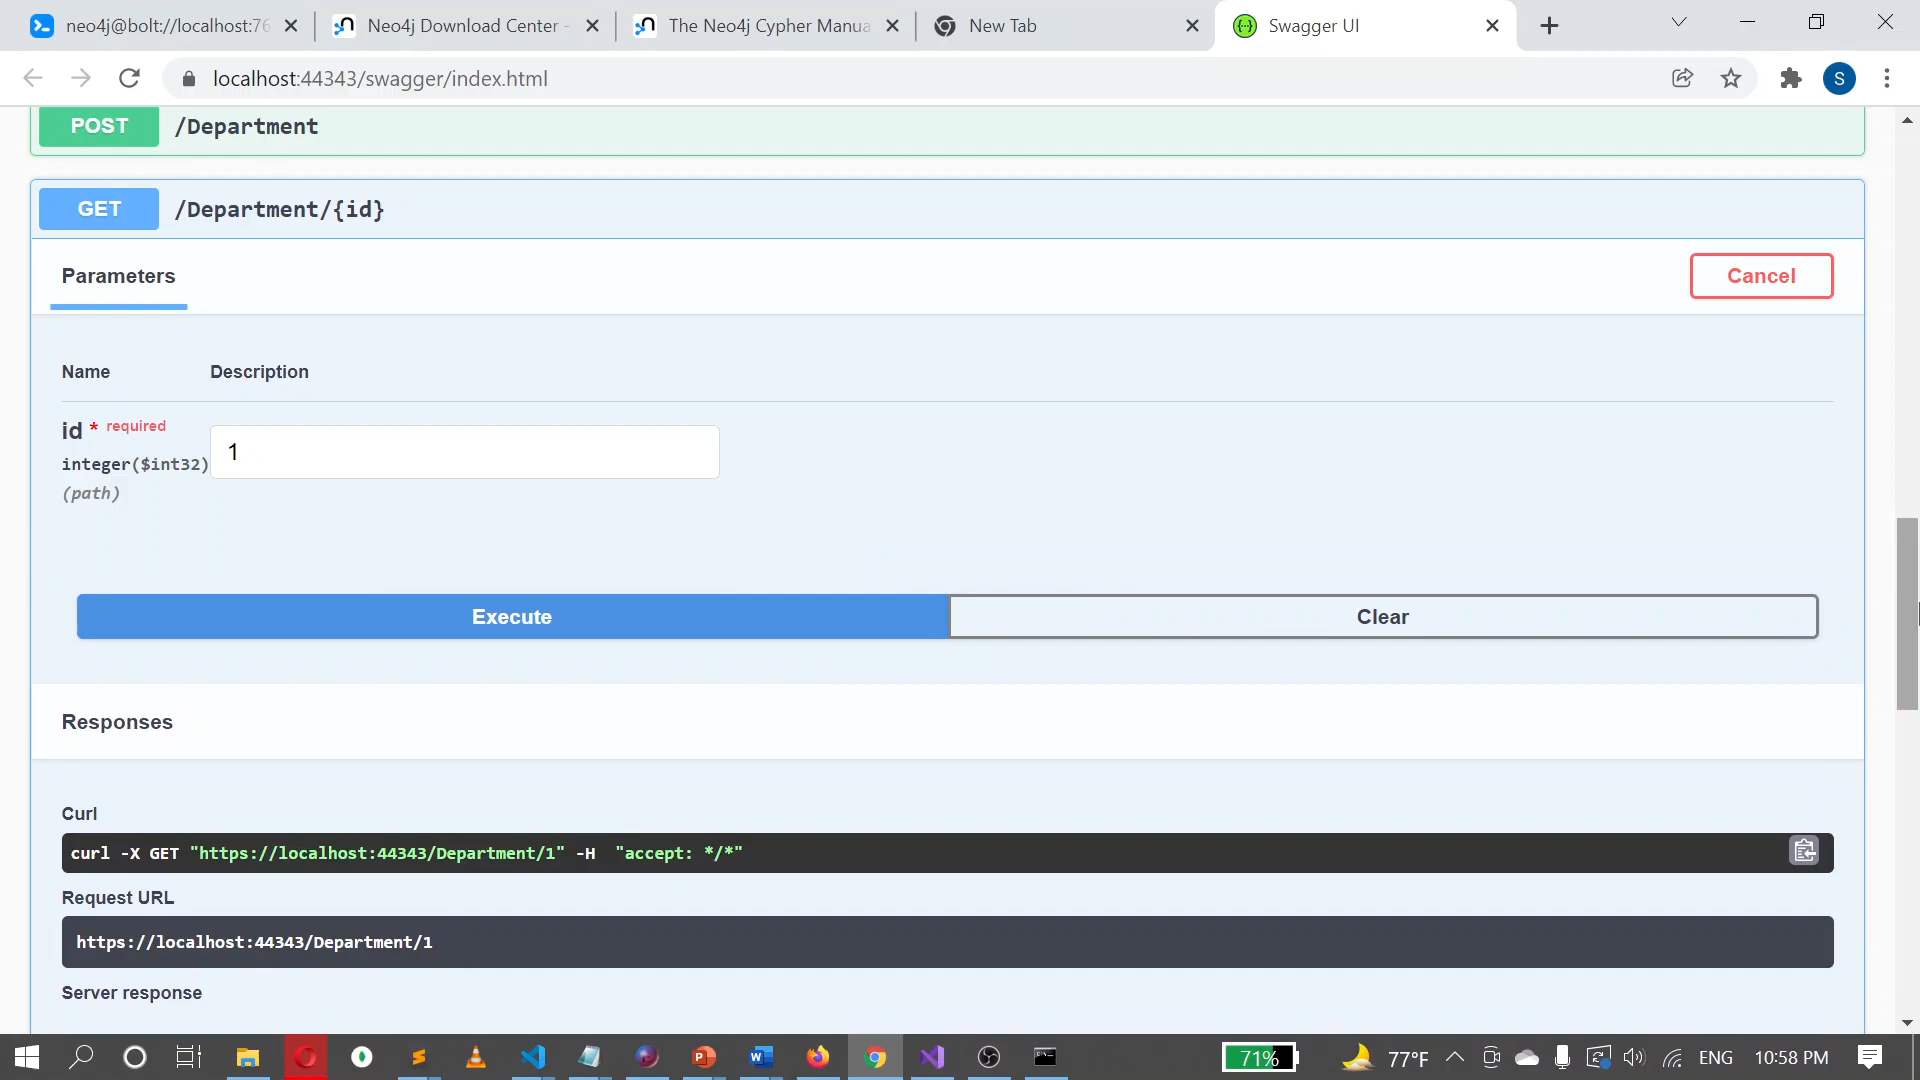 neo4j@bolt://localhost:76
Neo4j Download Center -
The Neo4j Cypher Manua
New Tab
Swagger UI
localhost:44343/swagger/index.html
S
POST /Department
GET /Department/{id}
Parameters
Cancel
Name Description
id * required
integer($int32)
(path)
1
Execute
Clear
Responses
Curl
curl -X GET "https://localhost:44343/Department/1" -H "accept: */*"
Request URL
https://localhost:44343/Department/1
Server response
71%
77°F
ENG
10:58 PM